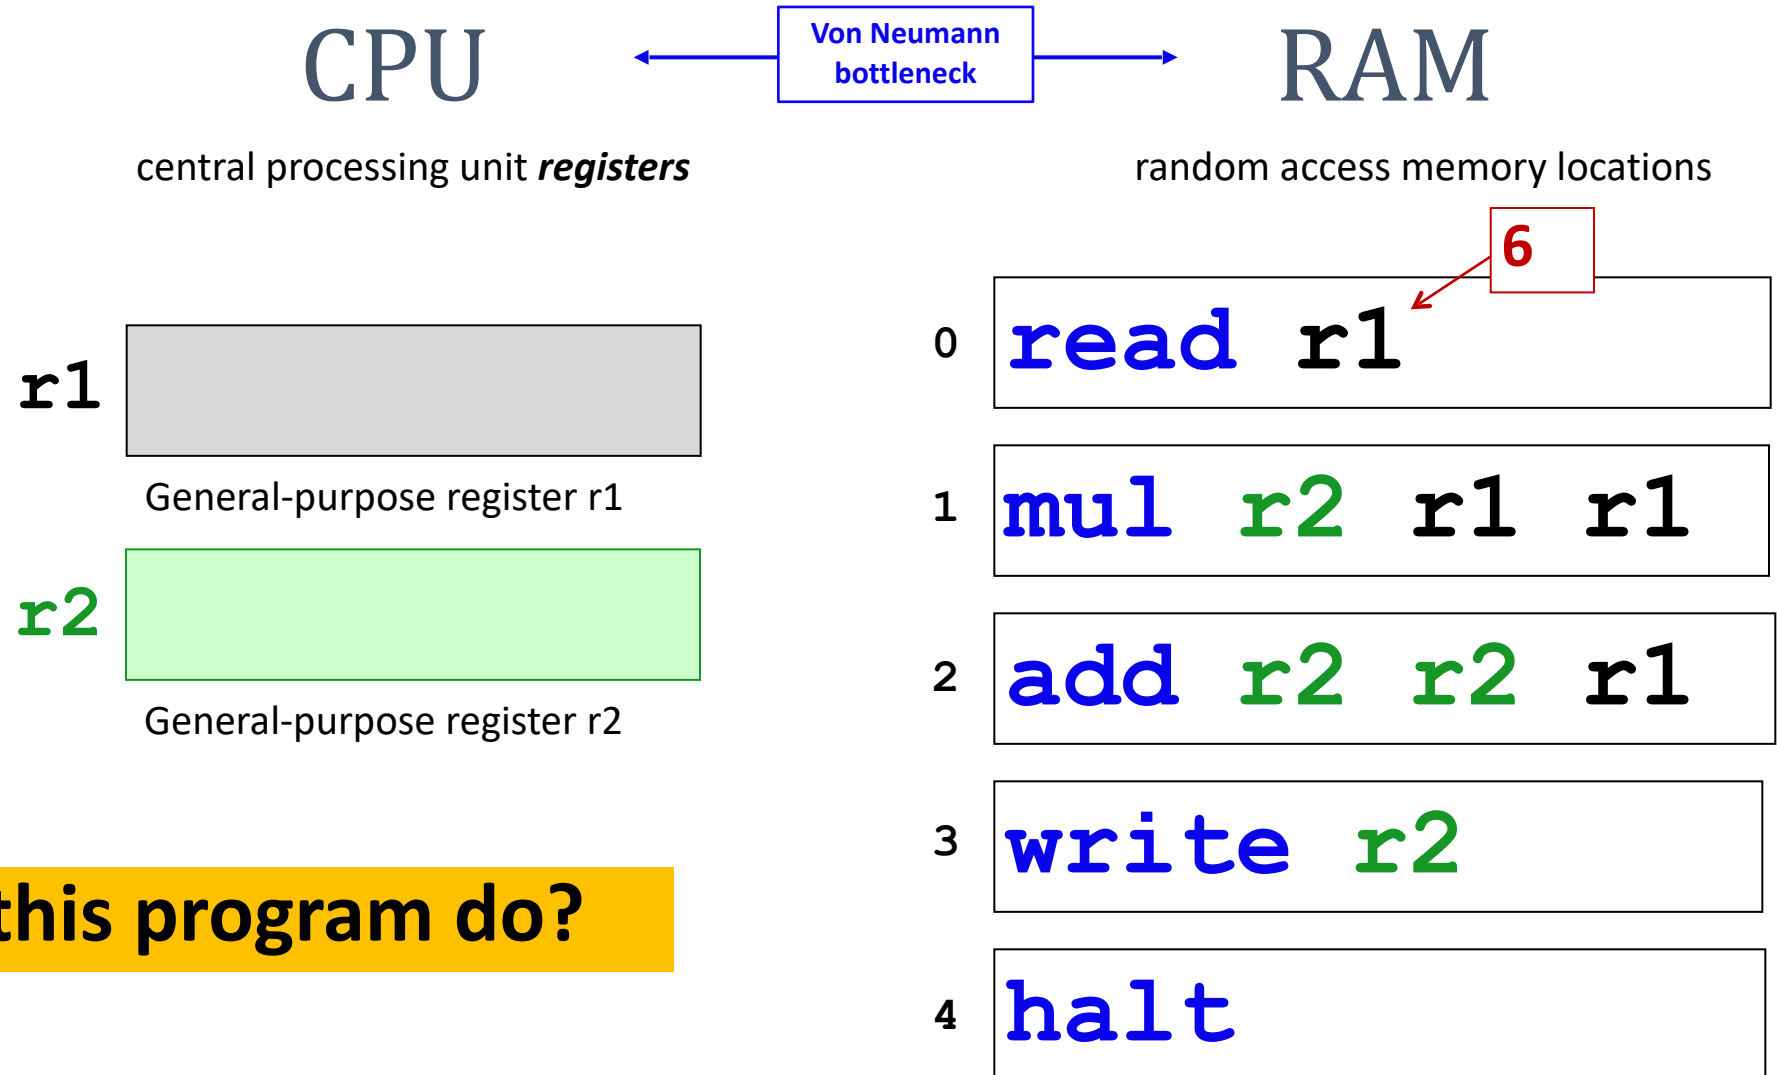 CPU
Von Neumann
bottleneck
RAM
central processing unit registers
random access memory locations
6
r1
General-purpose register r1
r2
General-purpose register r2
this program do?
0 read r1
1 mul r2 r1 r1
2 add r2 r2 r1
3 write r2
4 halt